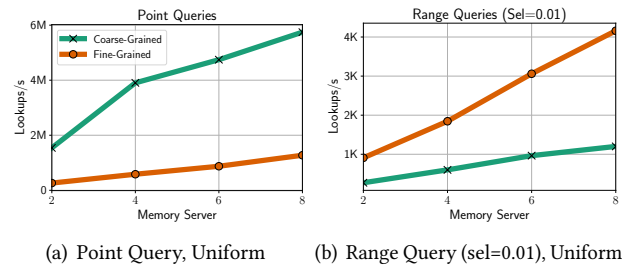 Point Queries
6M
4M
2M
0
Lookups/s
Coarse-Grained
Fine-Grained
2 4 6 8
Memory Server
(a) Point Query, Uniform
Range Queries (Sel=0.01)
4K
3K
2K
1K
Lookups/s
2 4 6 8
Memory Server
(b) Range Query (sel=0.01), Uniform